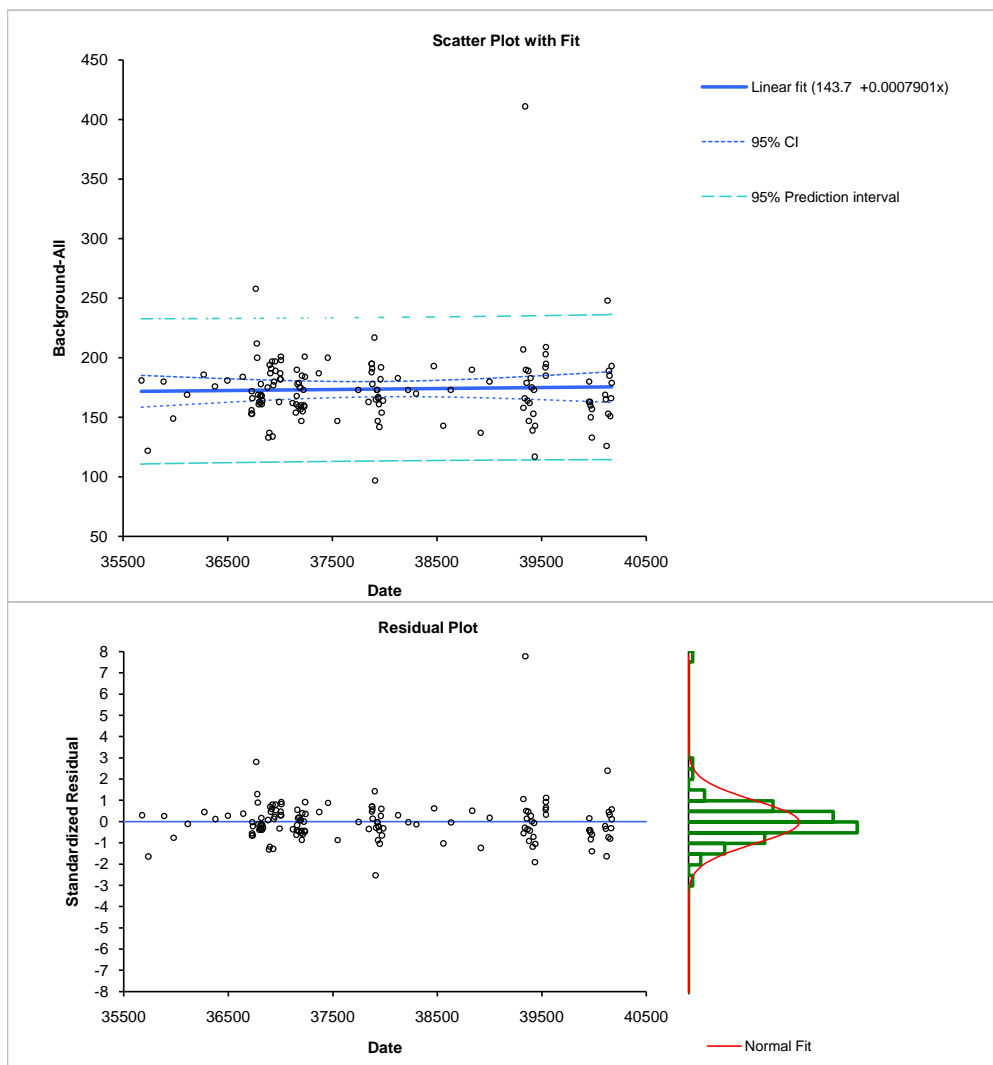 Scatter Plot with Fit
450
400
350
300
250
200
150
100
50
Background-All
35500 36500 37500 38500 39500 40500
Date
Linear fit (143.7 +0.0007901x)
95% CI
95% Prediction interval
Residual Plot
8
7
6
5
4
3
2
1
0
-1
-2
-3
-4
-5
-6
-7
-8
Standardized Residual
35500 36500 37500 38500 39500 40500
Date
Normal Fit